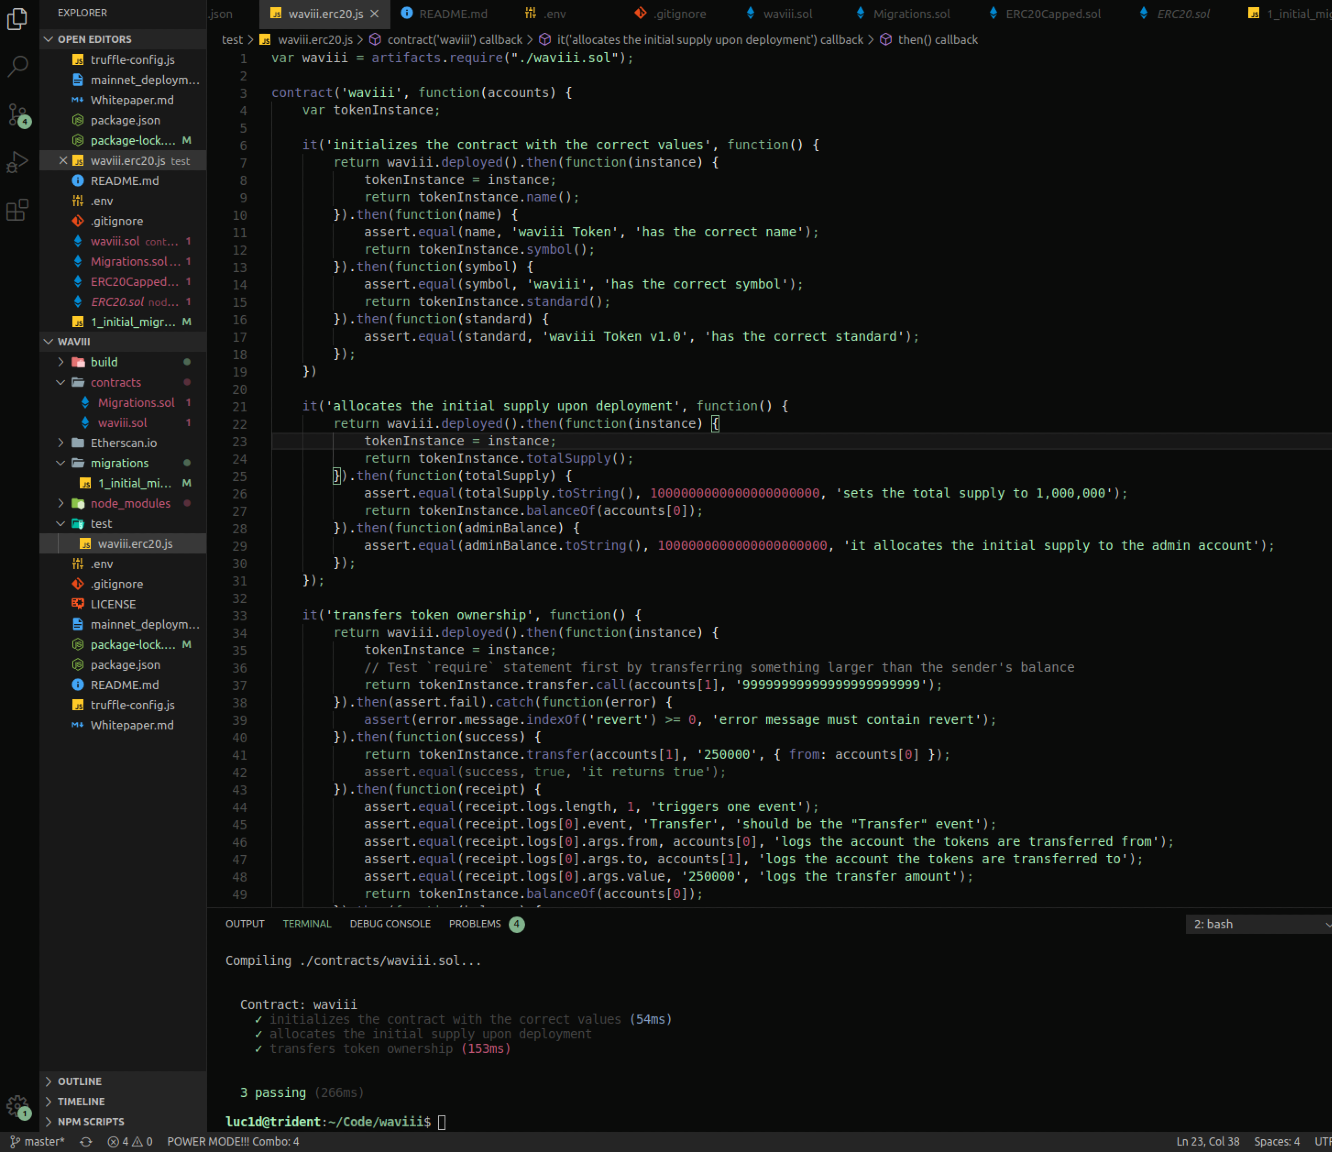 EXPLORER
.json
waviii.erc20.js
README.md
.env
.gitignore
waviii.sol
Migrations.sol
ERC20Capped.sol
ERC20.sol
1_initial_mig
OPEN EDITORS
truffle-config.js
mainnet_deploym...
Whitepaper.md
package.json
package-lock.... M
waviii.erc20.js test
README.md
.env
.gitignore
waviii.sol cont... 1
Migrations.sol ... 1
ERC20Capped... 1
ERC20.sol nod... 1
1_initial_migr... M
WAVIII
build
contracts
Migrations.sol 1
waviii.sol 1
Etherscan.io
migrations
1_initial_mi... M
node_modules
test
waviii.erc20.js
.env
.gitignore
LICENSE
mainnet_deploym...
package-lock.... M
package.json
README.md
truffle-config.js
Whitepaper.md
OUTLINE
TIMELINE
NPM SCRIPTS
4
1
test > waviii.erc20.js > contract('waviii') callback > it('allocates the initial supply upon deployment') callback > then() callback
1 var waviii = artifacts.require("./waviii.sol");
2
3 contract('waviii', function(accounts) {
4 var tokenInstance;
5
6 it('initializes the contract with the correct values', function() {
7 return waviii.deployed().then(function(instance) {
8 tokenInstance = instance;
9 return tokenInstance.name();
10 }).then(function(name) {
11 assert.equal(name, 'waviii Token', 'has the correct name');
12 return tokenInstance.symbol();
13 }).then(function(symbol) {
14 assert.equal(symbol, 'waviii', 'has the correct symbol');
15 return tokenInstance.standard();
16 }).then(function(standard) {
17 assert.equal(standard, 'waviii Token v1.0', 'has the correct standard');
18 });
19 })
20
21 it('allocates the initial supply upon deployment', function() {
22 return waviii.deployed().then(function(instance) {
23 tokenInstance = instance;
24 return tokenInstance.totalSupply();
25 }).then(function(totalSupply) {
26 assert.equal(totalSupply.toString(), 1000000000000000000000, 'sets the total supply to 1,000,000');
27 return tokenInstance.balanceOf(accounts[0]);
28 }).then(function(adminBalance) {
29 assert.equal(adminBalance.toString(), 1000000000000000000000, 'it allocates the initial supply to the admin account');
30 });
31 });
32
33 it('transfers token ownership', function() {
34 return waviii.deployed().then(function(instance) {
35 tokenInstance = instance;
36 // Test `require` statement first by transferring something larger than the sender's balance
37 return tokenInstance.transfer.call(accounts[1], '99999999999999999999999');
38 }).then(assert.fail).catch(function(error) {
39 assert(error.message.indexOf('revert') >= 0, 'error message must contain revert');
40 }).then(function(success) {
41 return tokenInstance.transfer(accounts[1], '250000', { from: accounts[0] });
42 assert.equal(success, true, 'it returns true');
43 }).then(function(receipt) {
44 assert.equal(receipt.logs.length, 1, 'triggers one event');
45 assert.equal(receipt.logs[0].event, 'Transfer', 'should be the "Transfer" event');
46 assert.equal(receipt.logs[0].args.from, accounts[0], 'logs the account the tokens are transferred from');
47 assert.equal(receipt.logs[0].args.to, accounts[1], 'logs the account the tokens are transferred to');
48 assert.equal(receipt.logs[0].args.value, '250000', 'logs the transfer amount');
49 return tokenInstance.balanceOf(accounts[0]);
OUTPUT TERMINAL DEBUG CONSOLE PROBLEMS 4
2: bash
Compiling ./contracts/waviii.sol...
Contract: waviii
✓ initializes the contract with the correct values (54ms)
✓ allocates the initial supply upon deployment
✓ transfers token ownership (153ms)
3 passing (266ms)
luc1d@trident:~/Code/waviii$
master* 4 0 POWER MODE!!! Combo: 4
Ln 23, Col 38 Spaces: 4 UTF